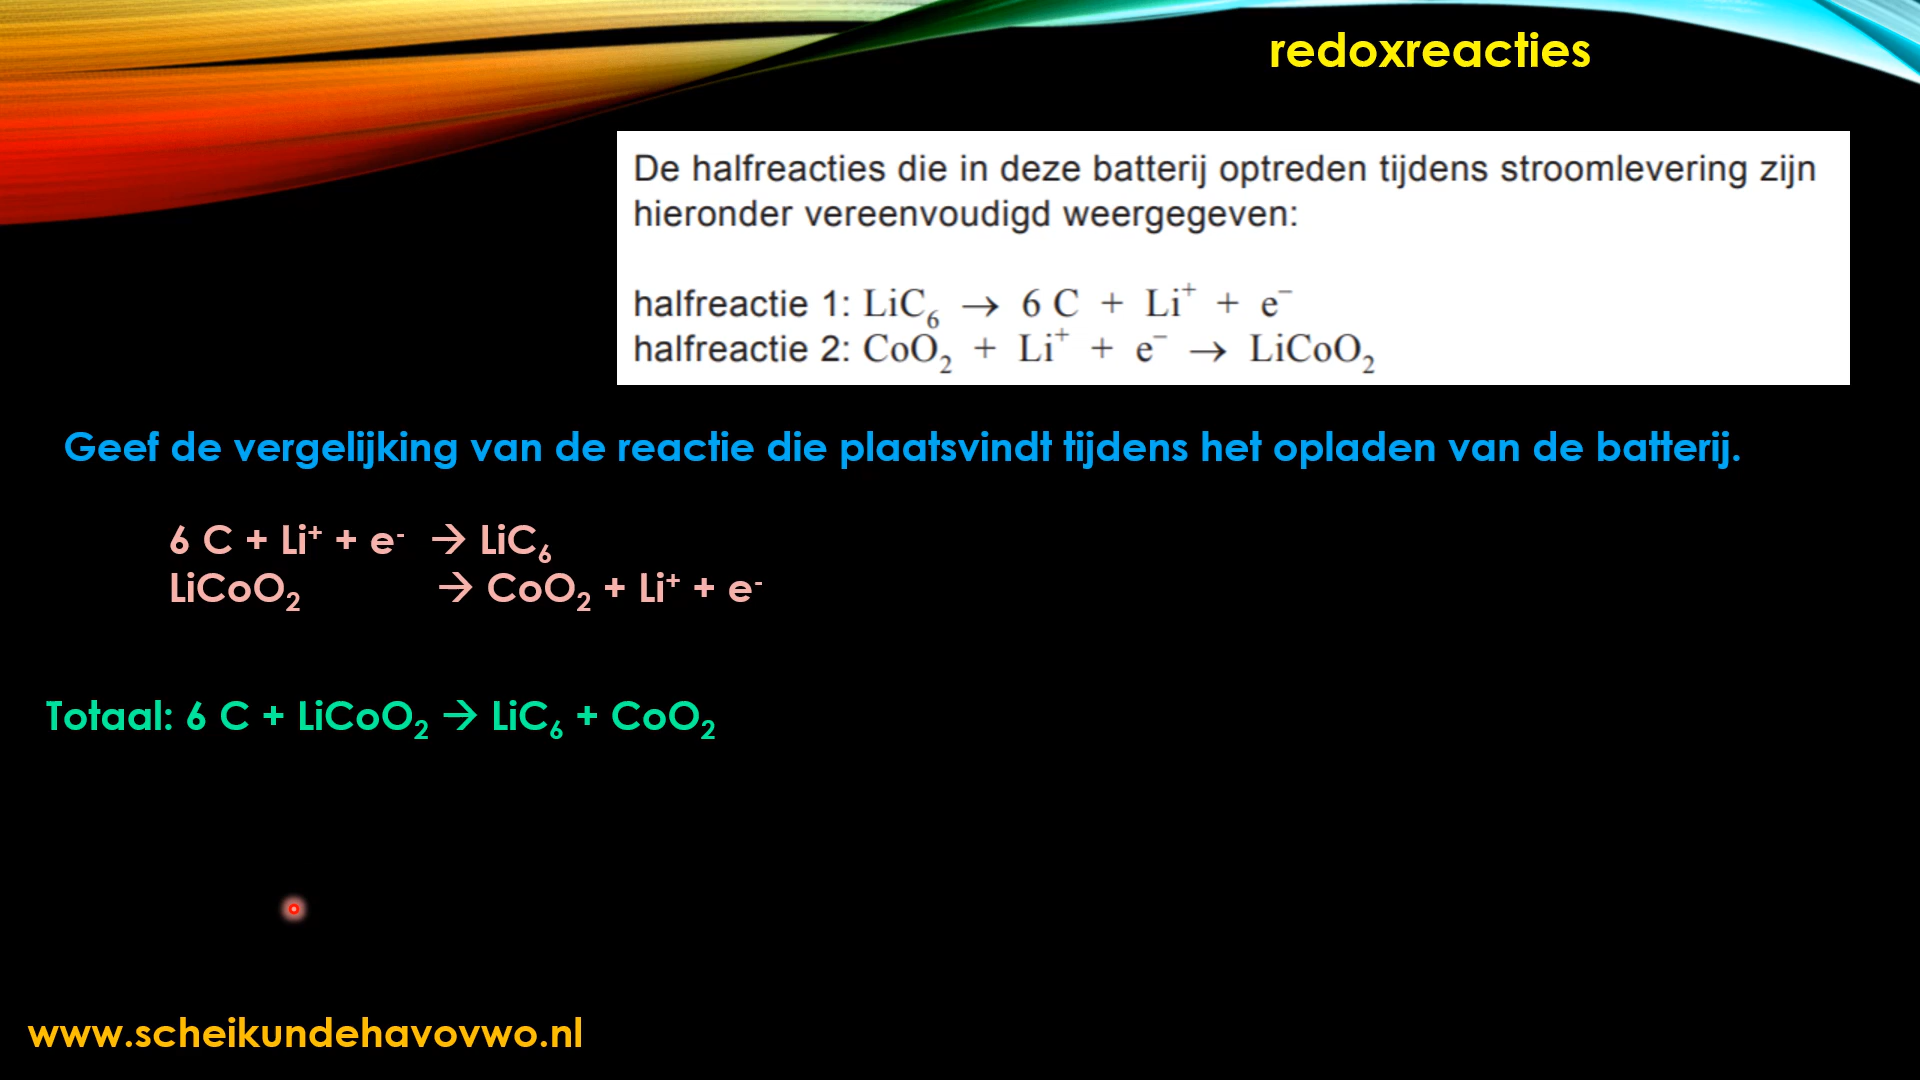 redoxreacties
De halfreacties die in deze batterij optreden tijdens stroomlevering zijn
hieronder vereenvoudigd weergegeven:
halfreactie 1: LiC₆ → 6 C + Li⁺ + e⁻
halfreactie 2: CoO₂ + Li⁺ + e⁻ → LiCoO₂
Geef de vergelijking van de reactie die plaatsvindt tijdens het opladen van de batterij.
6 C + Li⁺ + e⁻ → LiC₆
LiCoO₂ → CoO₂ + Li⁺ + e⁻
Totaal: 6 C + LiCoO₂ → LiC₆ + CoO₂
www.scheikundehavovwo.nl